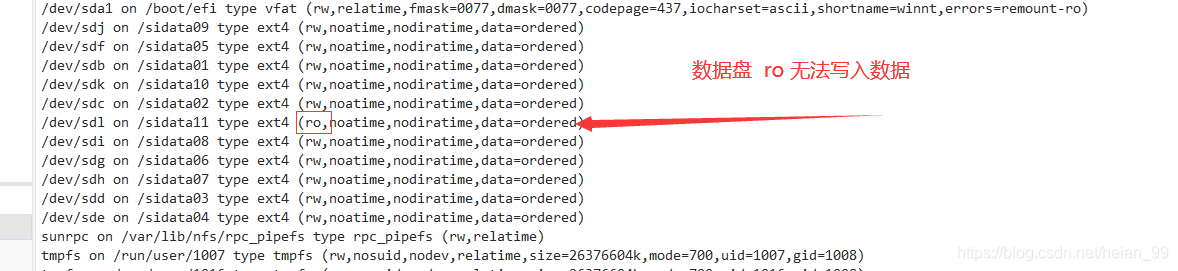 /dev/sda1 on /boot/efi type vfat (rw,relatime,fmask=0077,dmask=0077,codepage=437,iocharset=ascii,shortname=winnt,errors=remount-ro)
/dev/sdj on /sidata09 type ext4 (rw,noatime,nodiratime,data=ordered)
/dev/sdf on /sidata05 type ext4 (rw,noatime,nodiratime,data=ordered)
/dev/sdb on /sidata01 type ext4 (rw,noatime,nodiratime,data=ordered)
数据盘 ro 无法写入数据
/dev/sdk on /sidata10 type ext4 (rw,noatime,nodiratime,data=ordered)
/dev/sdc on /sidata02 type ext4 (rw,noatime,nodiratime,data=ordered)
/dev/sdl on /sidata11 type ext4 (ro,noatime,nodiratime,data=ordered)
/dev/sdi on /sidata08 type ext4 (rw,noatime,nodiratime,data=ordered)
/dev/sdg on /sidata06 type ext4 (rw,noatime,nodiratime,data=ordered)
/dev/sdh on /sidata07 type ext4 (rw,noatime,nodiratime,data=ordered)
/dev/sdd on /sidata03 type ext4 (rw,noatime,nodiratime,data=ordered)
/dev/sde on /sidata04 type ext4 (rw,noatime,nodiratime,data=ordered)
sunrpc on /var/lib/nfs/rpc_pipefs type rpc_pipefs (rw,relatime)
tmpfs on /run/user/1007 type tmpfs (rw,nosuid,nodev,relatime,size=26376604k,mode=700,uid=1007,gid=1008)
https://blog.csdn.net/heian_99